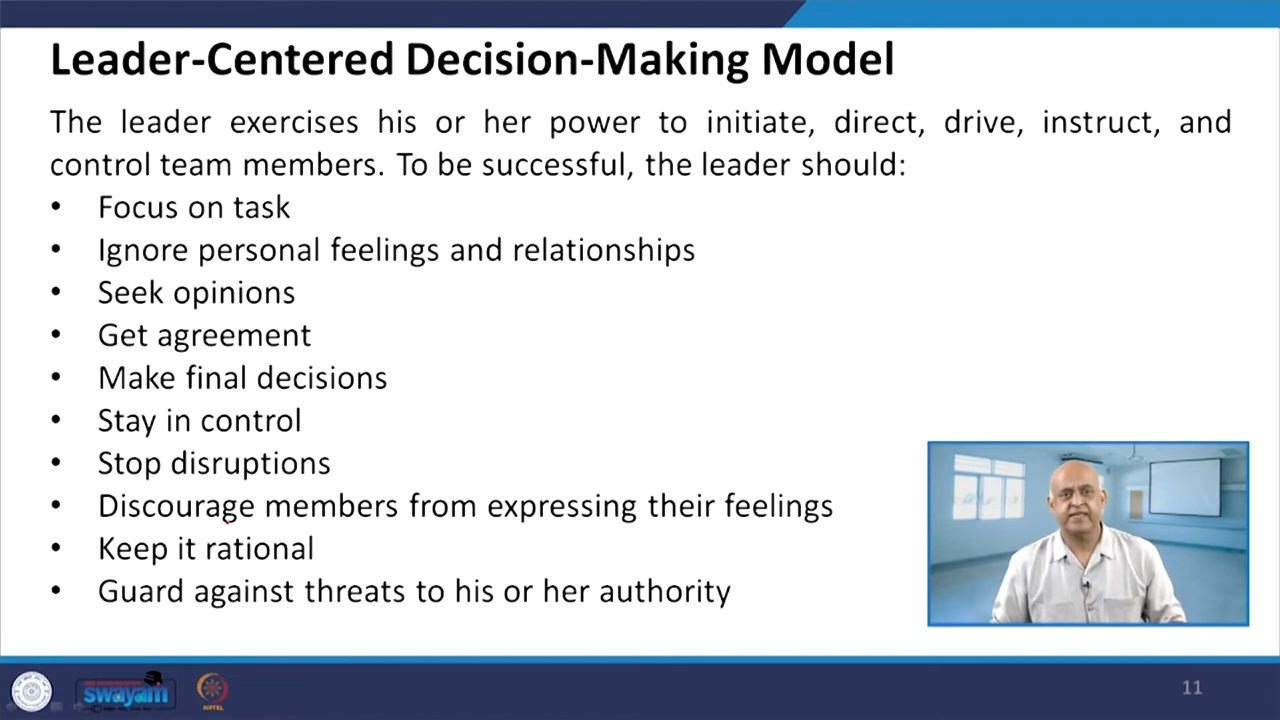 Leader-Centered Decision-Making Model
The leader exercises his or her power to initiate, direct, drive, instruct, and
control team members. To be successful, the leader should:
• Focus on task
• Ignore personal feelings and relationships
• Seek opinions
• Get agreement
• Make final decisions
• Stay in control
• Stop disruptions
• Discourage members from expressing their feelings
• Keep it rational
• Guard against threats to his or her authority
swayam
NPTEL
11